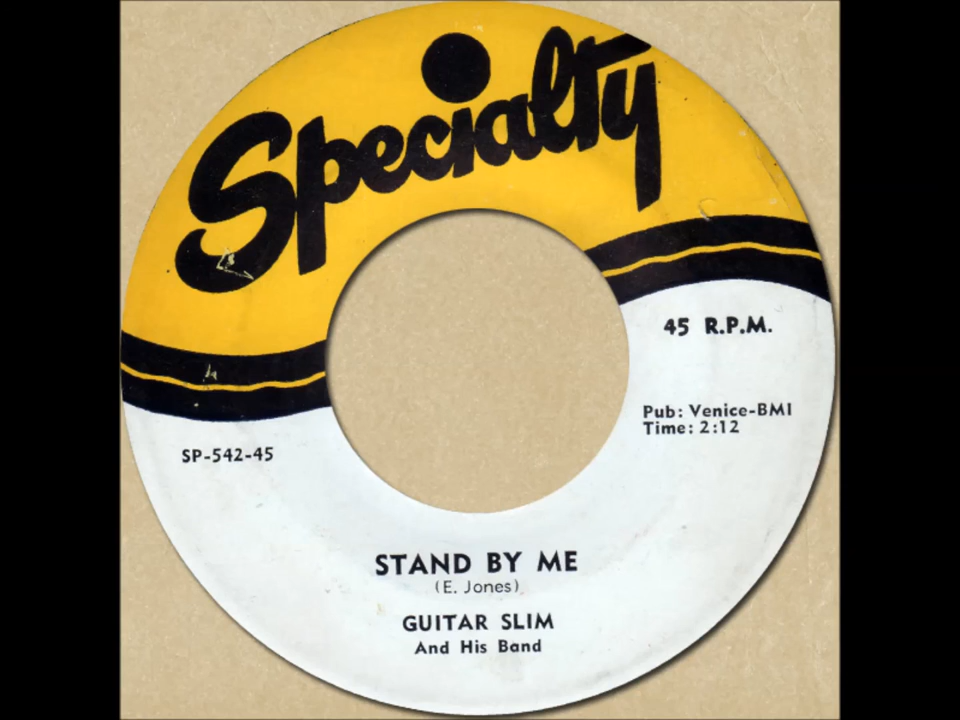 Specialty
45 R.P.M.
Pub: Venice-BMI
Time: 2:12
SP-542-45
STAND BY ME
(E. Jones)
GUITAR SLIM
And His Band